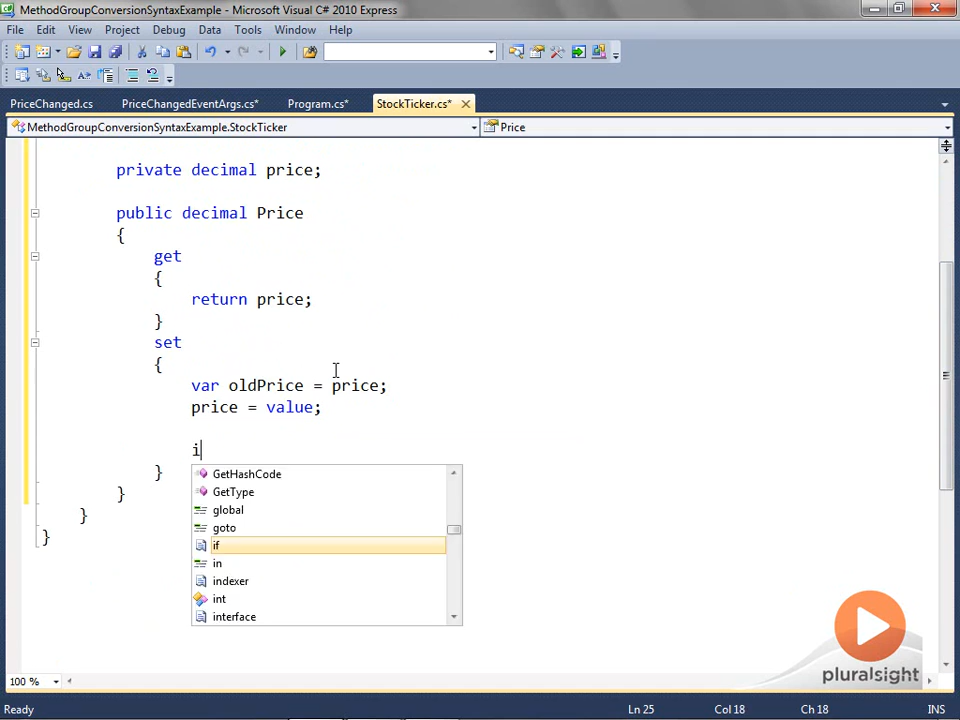 MethodGroupConversionSyntaxExample - Microsoft Visual C# 2010 Express
File Edit View Project Debug Data Tools Window Help
PriceChanged.cs PriceChangedEventArgs.cs* Program.cs* StockTicker.cs*
MethodGroupConversionSyntaxExample.StockTicker Price
private decimal price;
public decimal Price
{
get
{
return price;
}
set
{
var oldPrice = price;
price = value;
i
}
}
}
}
GetHashCode
GetType
global
goto
if
in
indexer
int
interface
pluralsight
100 %
Ready Ln 25 Col 18 Ch 18 INS